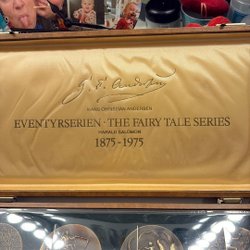 HANS CHRISTIAN ANDERSEN
EVENTYRSERIEN · THE FAIRY TALE SERIES
HARALD SALOMON
1875-1975